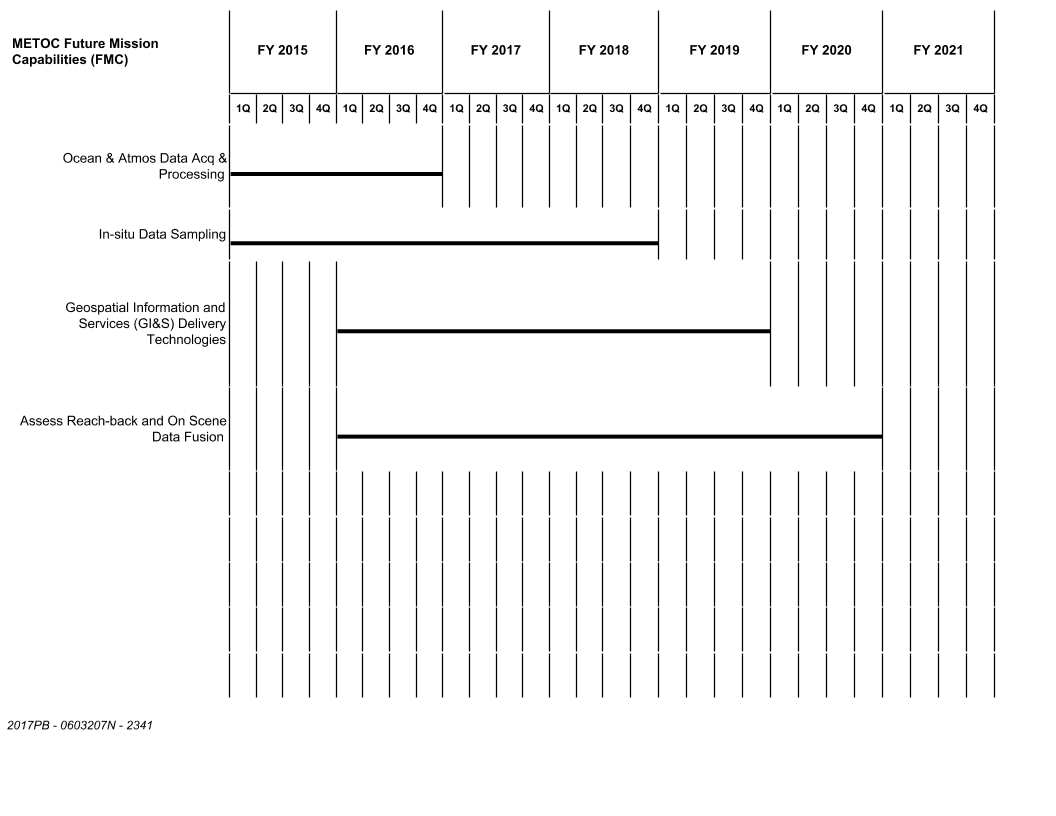 METOC Future Mission
Capabilities (FMC)
FY 2015 FY 2016 FY 2017 FY 2018 FY 2019 FY 2020 FY 2021
1Q 2Q 3Q 4Q 1Q 2Q 3Q 4Q 1Q 2Q 3Q 4Q 1Q 2Q 3Q 4Q 1Q 2Q 3Q 4Q 1Q 2Q 3Q 4Q 1Q 2Q 3Q 4Q
Ocean & Atmos Data Acq &
Processing
In-situ Data Sampling
Geospatial Information and
Services (GI&S) Delivery
Technologies
Assess Reach-back and On Scene
Data Fusion
2017PB - 0603207N - 2341